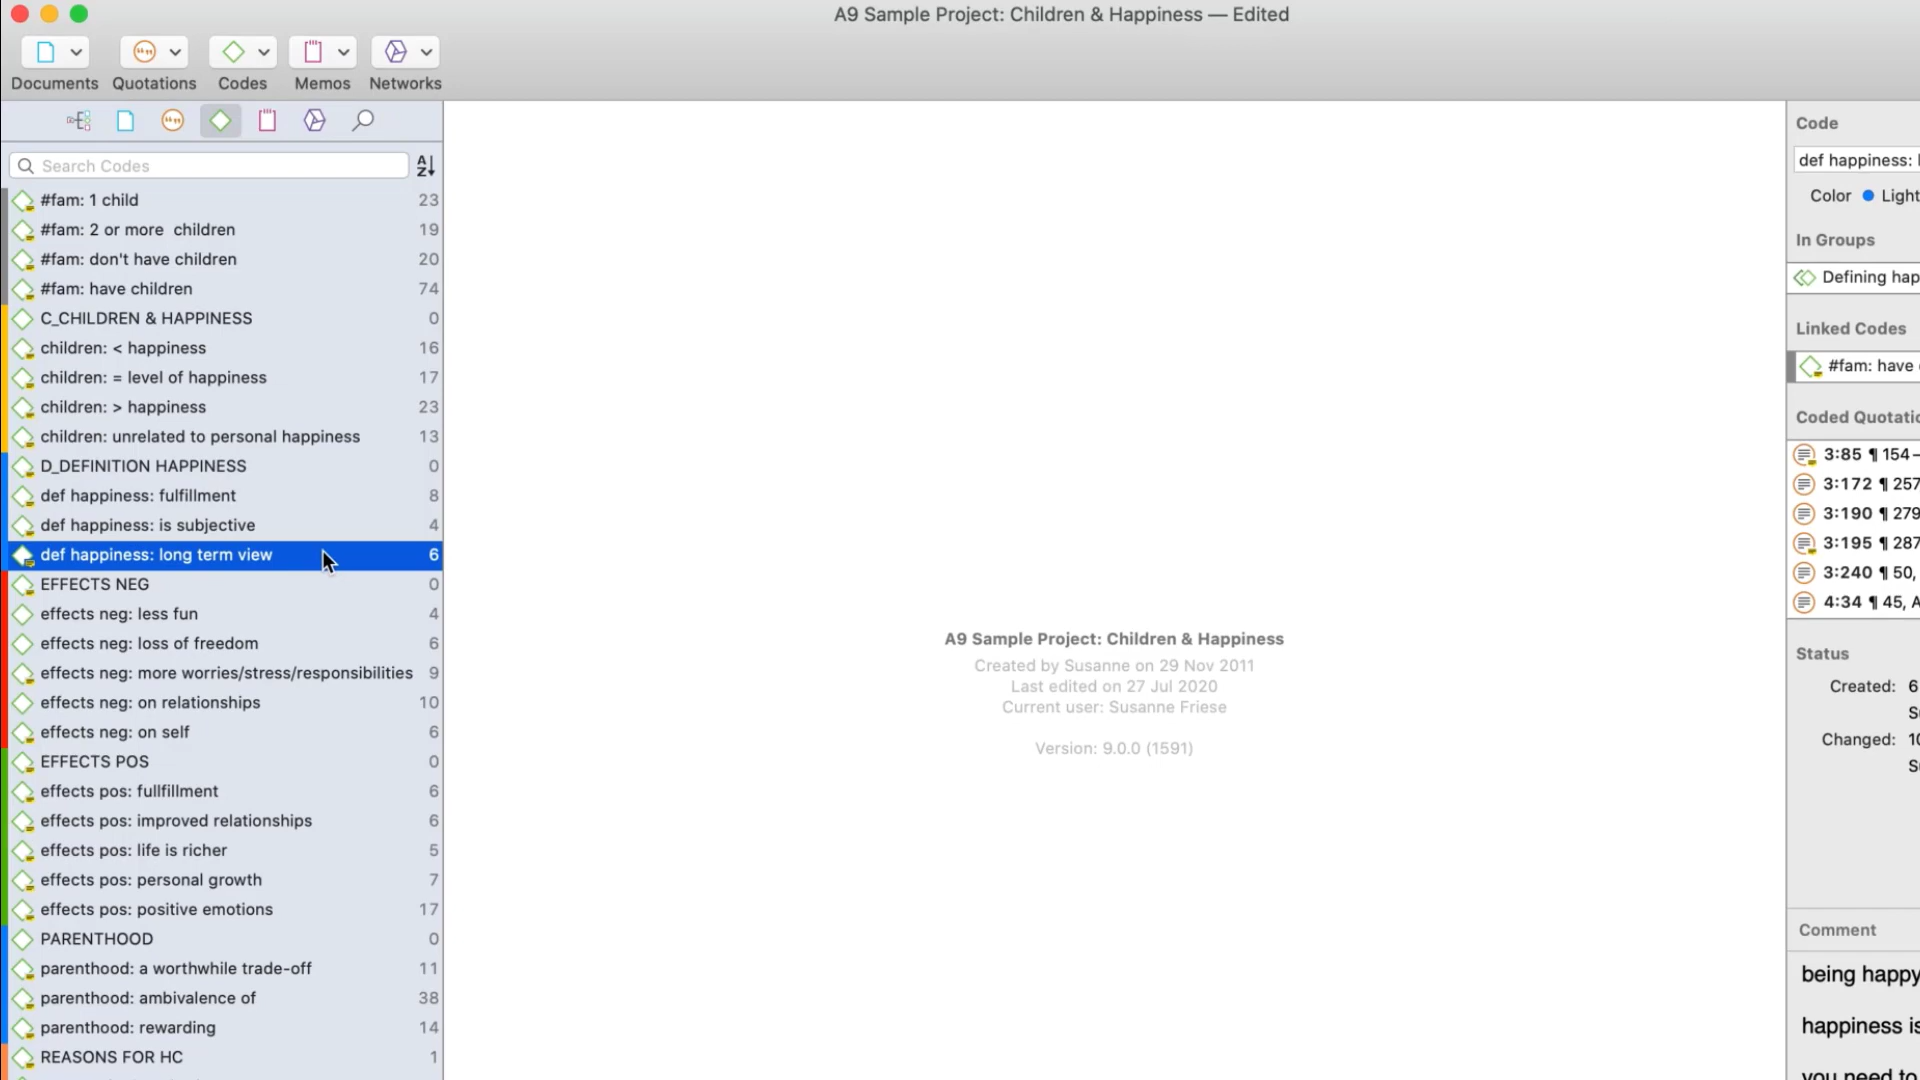 A9 Sample Project: Children & Happiness — Edited
Documents
Quotations
Codes
Memos
Networks
Search Codes
#fam: 1 child 23
#fam: 2 or more  children 19
#fam: don't have children 20
#fam: have children 74
C_CHILDREN & HAPPINESS 0
children: < happiness 16
children: = level of happiness 17
children: > happiness 23
children: unrelated to personal happiness 13
D_DEFINITION HAPPINESS 0
def happiness: fulfillment 8
def happiness: is subjective 4
def happiness: long term view 6
EFFECTS NEG 0
effects neg: less fun 4
effects neg: loss of freedom 6
effects neg: more worries/stress/responsibilities 9
effects neg: on relationships 10
effects neg: on self 6
EFFECTS POS 0
effects pos: fullfillment 6
effects pos: improved relationships 6
effects pos: life is richer 5
effects pos: personal growth 7
effects pos: positive emotions 17
PARENTHOOD 0
parenthood: a worthwhile trade-off 11
parenthood: ambivalence of 38
parenthood: rewarding 14
REASONS FOR HC 1
A9 Sample Project: Children & Happiness
Created by Susanne on 29 Nov 2011
Last edited on 27 Jul 2020
Current user: Susanne Friese
Version: 9.0.0 (1591)
Code
def happiness:
Color Light
In Groups
Defining hap
Linked Codes
#fam: have
Coded Quotatio
3:85 ¶ 154 –
3:172 ¶ 257
3:190 ¶ 279
3:195 ¶ 287
3:240 ¶ 50,
4:34 ¶ 45, A
Status
Created: 6
S
Changed: 10
S
Comment
being happy
happiness is
you need to